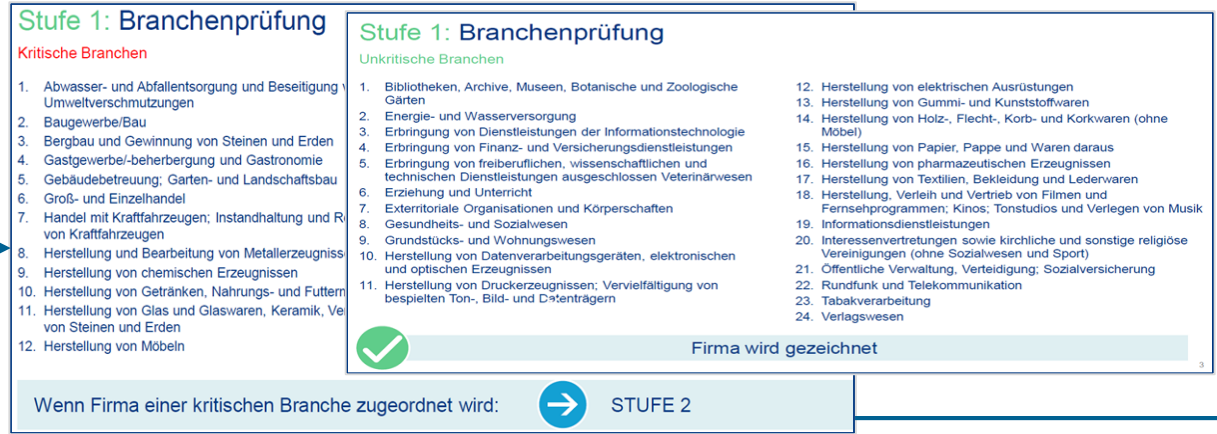 Stufe 1: Branchenprüfung
Kritische Branchen
1. Abwasser- und Abfallentsorgung und Beseitigung
Umweltverschmutzungen
2. Baugewerbe/Bau
3. Bergbau und Gewinnung von Steinen und Erden
4. Gastgewerbe/-beherbergung und Gastronomie
5. Gebäudebetreuung; Garten- und Landschaftsbau
6. Groß- und Einzelhandel
7. Handel mit Kraftfahrzeugen; Instandhaltung und
von Kraftfahrzeugen
8. Herstellung und Bearbeitung von
9. Herstellung von chemischen Erzeugnissen
10. Herstellung von Getränken, Nahrungs- und
11. Herstellung von Glas und Glaswaren, Keramik,
von Steinen und Erden
12. Herstellung von Möbeln
Wenn Firma einer kritischen Branche zugeordnet wird:
STUFE 2
Stufe 1: Branchenprüfung
Unkritische Branchen
1. Bibliotheken, Archive, Museen, Botanische und Zoologische
Gärten
2. Energie- und Wasserversorgung
3. Erbringung von Dienstleistungen der Informationstechnologie
4. Erbringung von Finanz- und Versicherungsdienstleistungen
5. Erbringung von freiberuflichen, wissenschaftlichen und
technischen Dienstleistungen ausgeschlossen Veterinärwesen
6. Erziehung und Unterricht
7. Exterritoriale Organisationen und Körperschaften
8. Gesundheits- und Sozialwesen
9. Grundstücks- und Wohnungswesen
10. Herstellung von Datenverarbeitungsgeräten, elektronischen
und optischen Erzeugnissen
11. Herstellung von Druckerzeugnissen; Vervielfältigung von
bespielten Ton-, Bild- und Datenträgern
12. Herstellung von elektrischen Ausrüstungen
13. Herstellung von Gummi- und Kunststoffwaren
14. Herstellung von Holz-, Flecht-, Korb- und Korkwaren (ohne
Möbel)
15. Herstellung von Papier, Pappe und Waren daraus
16. Herstellung von pharmazeutischen Erzeugnissen
17. Herstellung von Textilien, Bekleidung und Lederwaren
18. Herstellung, Verleih und Vertrieb von Filmen und
Fernsehprogrammen; Kinos; Tonstudios und Verlegen von Musik
19. Informationsdienstleistungen
20. Interessenvertretungen sowie kirchliche und sonstige religiöse
Vereinigungen (ohne Sozialwesen und Sport)
21. Öffentliche Verwaltung, Verteidigung; Sozialversicherung
22. Rundfunk und Telekommunikation
23. Tabakverarbeitung
24. Verlagswesen
Firma wird gezeichnet
3